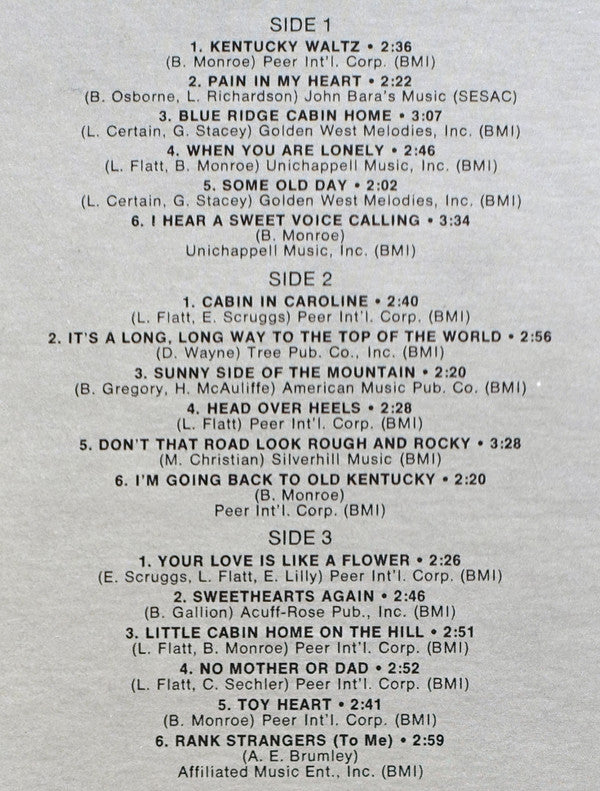 SIDE 1
1. KENTUCKY WALTZ • 2:36
(B. Monroe) Peer Int'l. Corp. (BMI)
2. PAIN IN MY HEART • 2:22
(B. Osborne, L. Richardson) John Bara's Music (SESAC)
3. BLUE RIDGE CABIN HOME • 3:07
(L. Certain, G. Stacey) Golden West Melodies, Inc. (BMI)
4. WHEN YOU ARE LONELY • 2:46
(L. Flatt, B. Monroe) Unichappell Music, Inc. (BMI)
5. SOME OLD DAY • 2:02
(L. Certain, G. Stacey) Golden West Melodies, Inc. (BMI)
6. I HEAR A SWEET VOICE CALLING • 3:34
(B. Monroe)
Unichappell Music, Inc. (BMI)
SIDE 2
1. CABIN IN CAROLINE • 2:40
(L. Flatt, E. Scruggs) Peer Int'l. Corp. (BMI)
2. IT'S A LONG, LONG WAY TO THE TOP OF THE WORLD • 2:56
(D. Wayne) Tree Pub. Co., Inc. (BMI)
3. SUNNY SIDE OF THE MOUNTAIN • 2:20
(B. Gregory, H. McAuliffe) American Music Pub. Co. (BMI)
4. HEAD OVER HEELS • 2:28
(L. Flatt) Peer Int'l. Corp. (BMI)
5. DON'T THAT ROAD LOOK ROUGH AND ROCKY • 3:28
(M. Christian) Silverhill Music (BMI)
6. I'M GOING BACK TO OLD KENTUCKY • 2:20
(B. Monroe)
Peer Int'l. Corp. (BMI)
SIDE 3
1. YOUR LOVE IS LIKE A FLOWER • 2:26
(E. Scruggs, L. Flatt, E. Lilly) Peer Int'l. Corp. (BMI)
2. SWEETHEARTS AGAIN • 2:46
(B. Gallion) Acuff-Rose Pub., Inc. (BMI)
3. LITTLE CABIN HOME ON THE HILL • 2:51
(L. Flatt, B. Monroe) Peer Int'l. Corp. (BMI)
4. NO MOTHER OR DAD • 2:52
(L. Flatt, C. Sechler) Peer Int'l. Corp. (BMI)
5. TOY HEART • 2:41
(B. Monroe) Peer Int'l. Corp. (BMI)
6. RANK STRANGERS (To Me) • 2:59
(A. E. Brumley)
Affiliated Music Ent., Inc. (BMI)